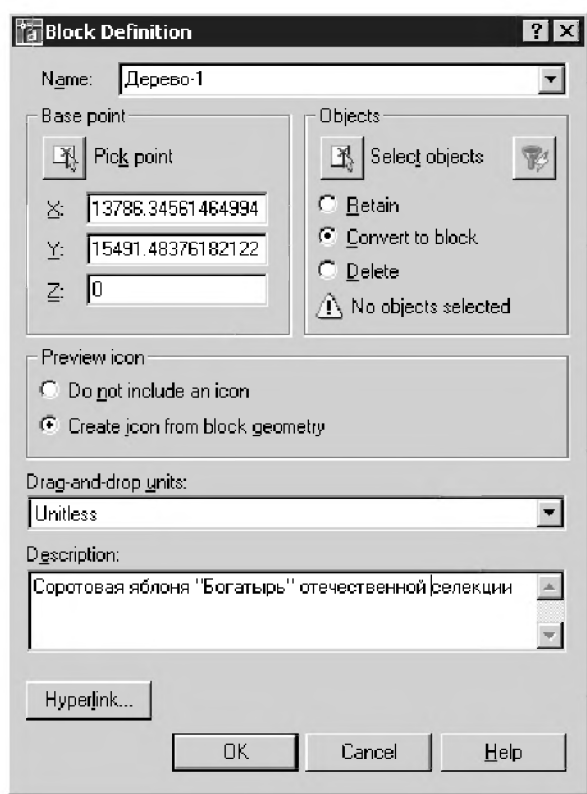 Block Definition
Name: Дерево-1
Base point
Pick point
X: 13786.34561464994
Y: 15491.48376182122
Z: 0
Objects
Select objects
Retain
Convert to block
Delete
No objects selected
Preview icon
Do not include an icon
Create icon from block geometry
Drag-and-drop units:
Unitless
Description:
Соротовая яблоня "Богатырь" отечественной селекции
Hyperlink...
OK Cancel Help